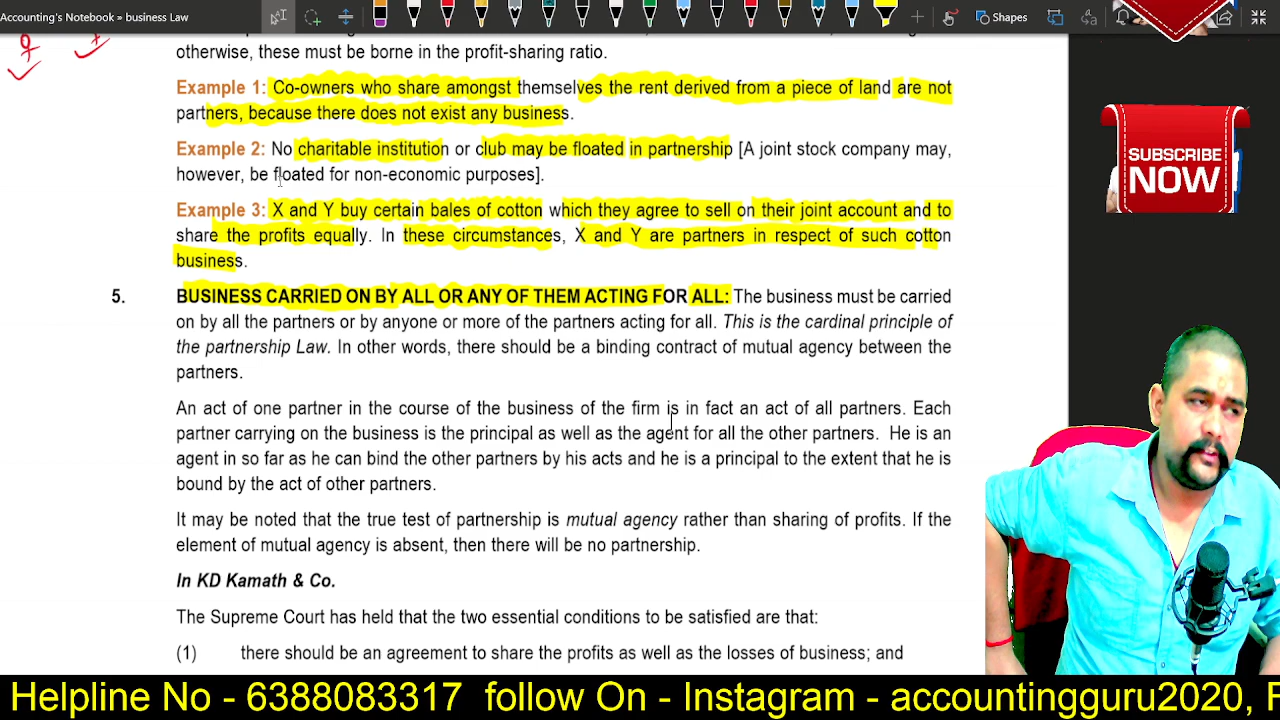 Accounting's Notebook » business Law
Shapes
otherwise, these must be borne in the profit-sharing ratio.
Example 1: Co-owners who share amongst themselves the rent derived from a piece of land are not
partners, because there does not exist any business.
Example 2: No charitable institution or club may be floated in partnership [A joint stock company may,
however, be floated for non-economic purposes].
Example 3: X and Y buy certain bales of cotton which they agree to sell on their joint account and to
share the profits equally. In these circumstances, X and Y are partners in respect of such cotton
business.
5. BUSINESS CARRIED ON BY ALL OR ANY OF THEM ACTING FOR ALL: The business must be carried
on by all the partners or by anyone or more of the partners acting for all. This is the cardinal principle of
the partnership Law. In other words, there should be a binding contract of mutual agency between the
partners.
An act of one partner in the course of the business of the firm is in fact an act of all partners. Each
partner carrying on the business is the principal as well as the agent for all the other partners. He is an
agent in so far as he can bind the other partners by his acts and he is a principal to the extent that he is
bound by the act of other partners.
It may be noted that the true test of partnership is mutual agency rather than sharing of profits. If the
element of mutual agency is absent, then there will be no partnership.
In KD Kamath & Co.
The Supreme Court has held that the two essential conditions to be satisfied are that:
(1) there should be an agreement to share the profits as well as the losses of business; and
SUBSCRIBE
NOW
Helpline No - 6388083317 follow On - Instagram - accountingguru2020, F